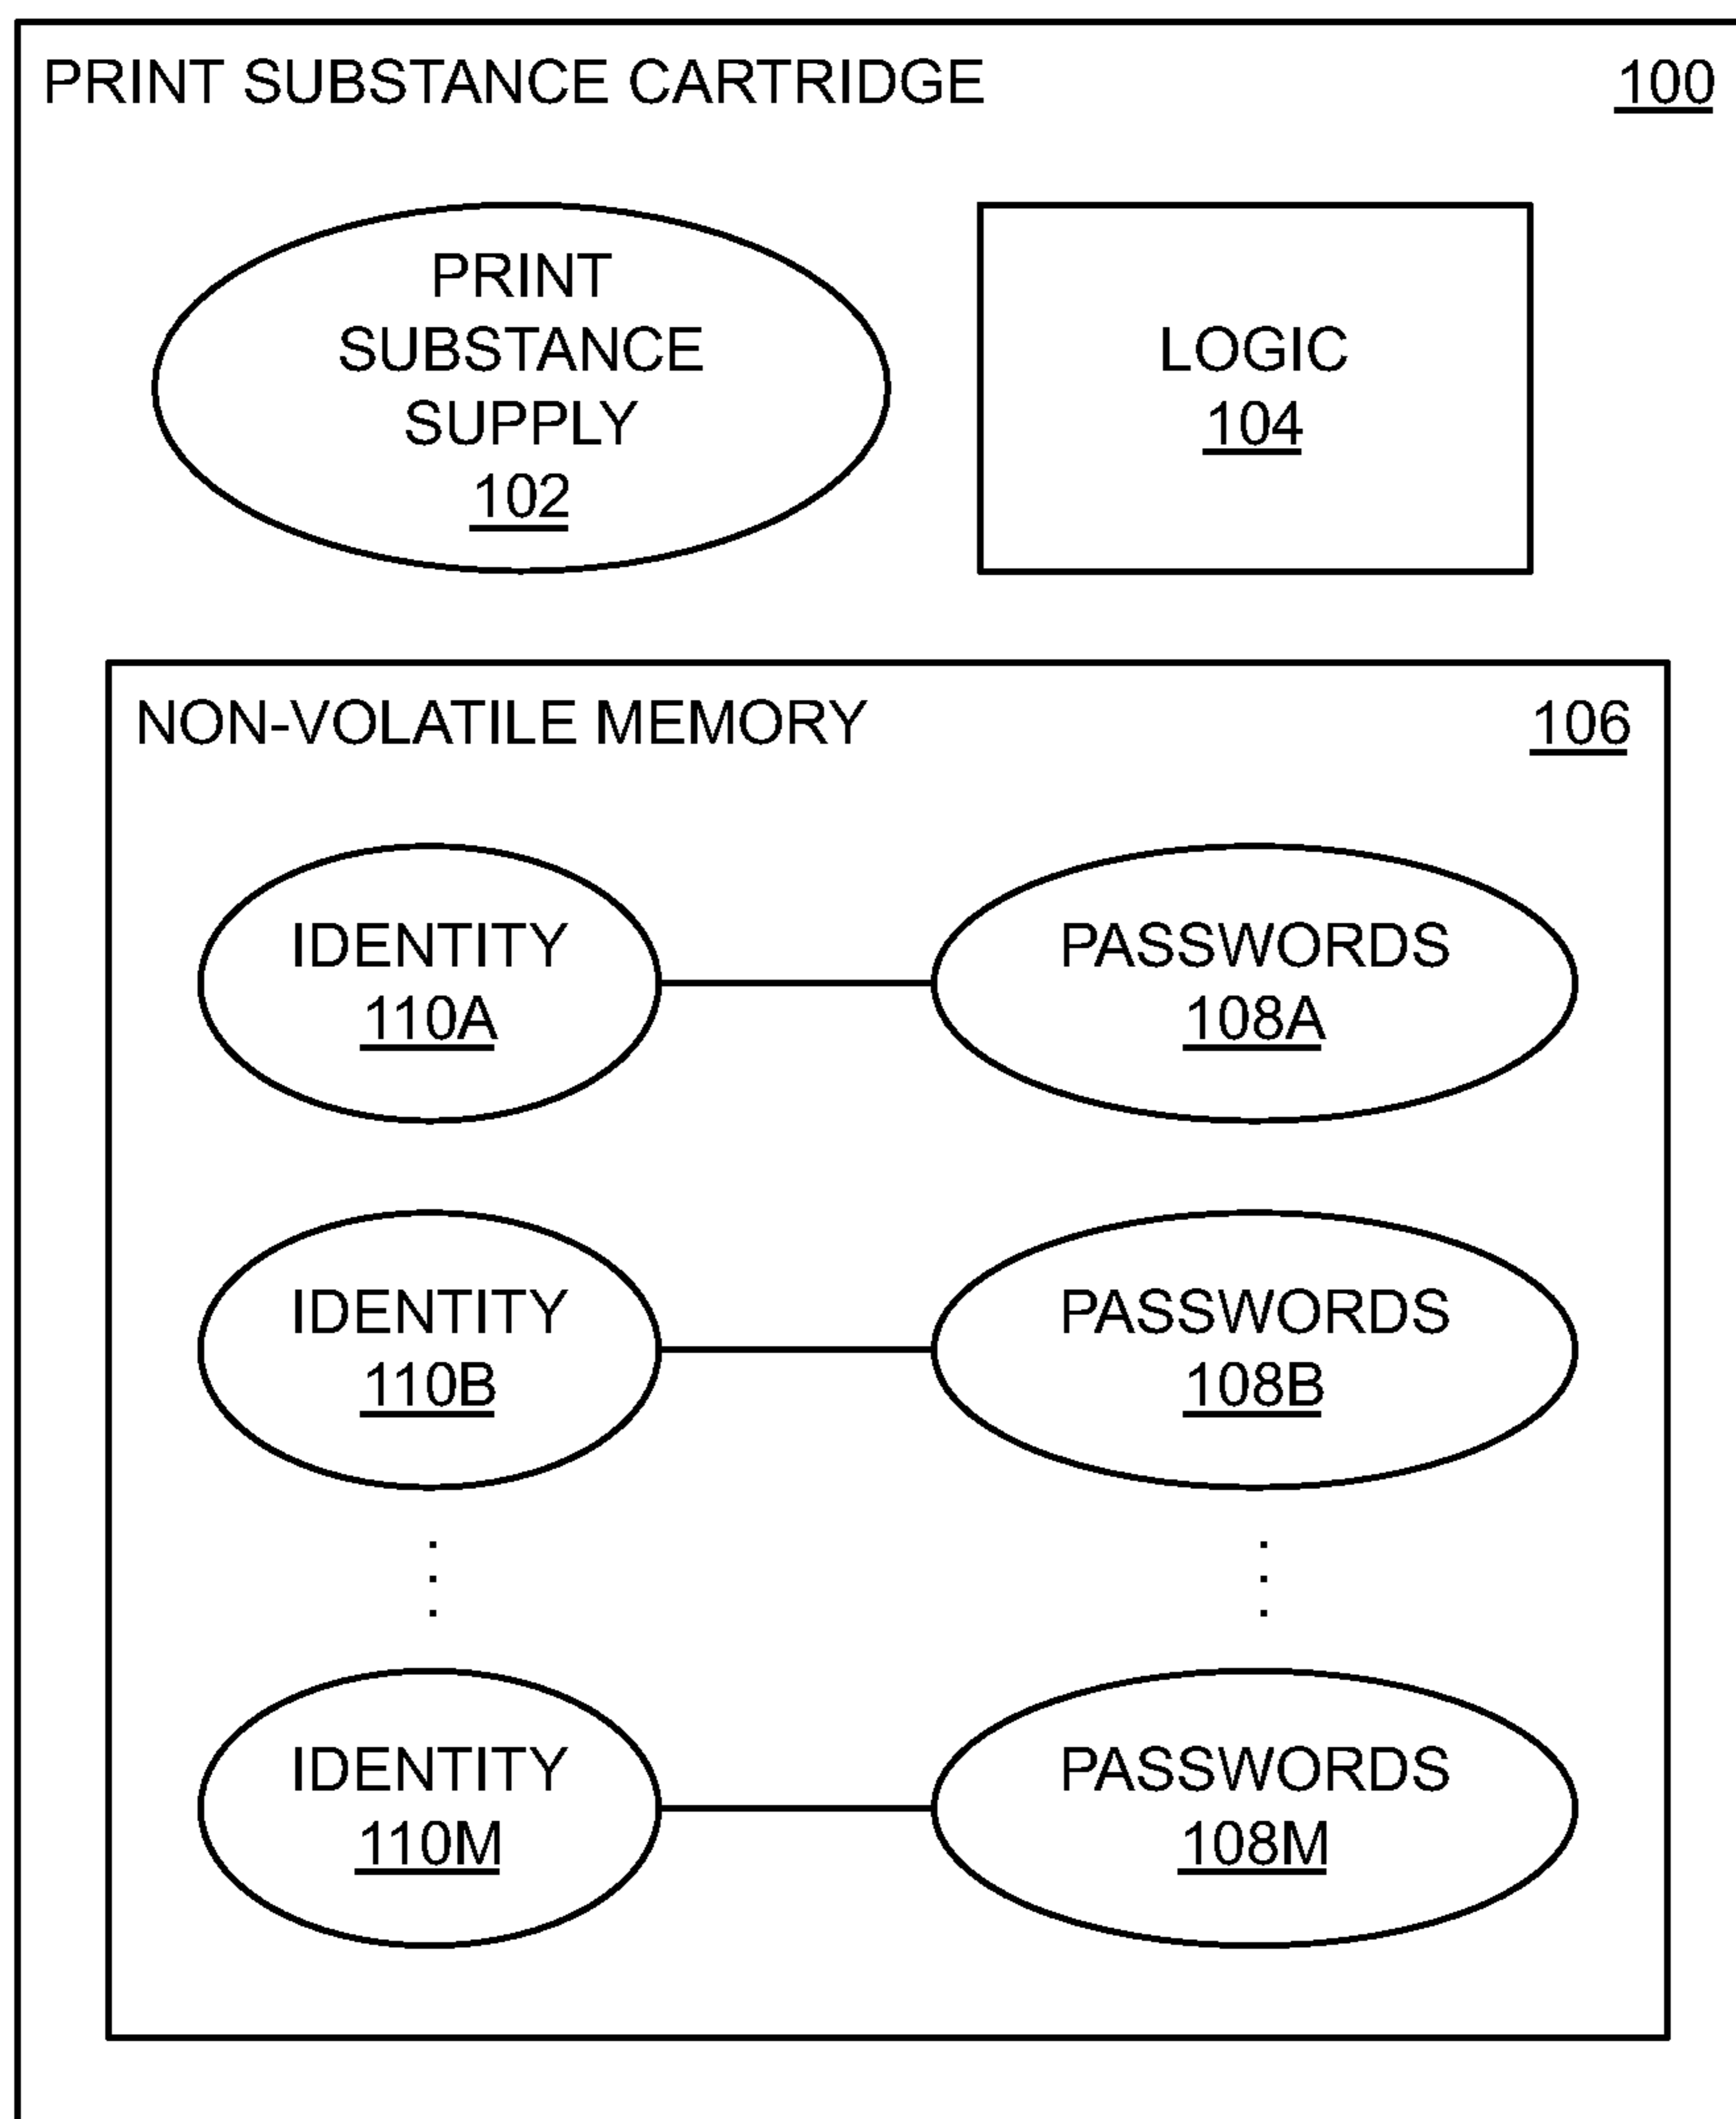 PRINT SUBSTANCE CARTRIDGE 100
PRINT
SUBSTANCE
SUPPLY
102
LOGIC
104
NON-VOLATILE MEMORY 106
IDENTITY
110A
PASSWORDS
108A
IDENTITY
110B
PASSWORDS
108B
IDENTITY
110M
PASSWORDS
108M